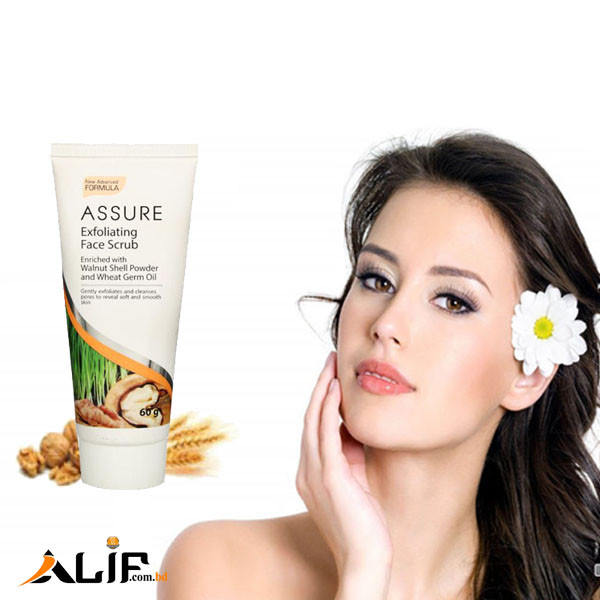 New Advanced
FORMULA
ASSURE
Exfoliating
Face Scrub
Enriched with
Walnut Shell Powder
and Wheat Germ Oil
Gently exfoliates and cleanses
pores to reveal soft and smooth
skin
60 g
ALIF.com.bd